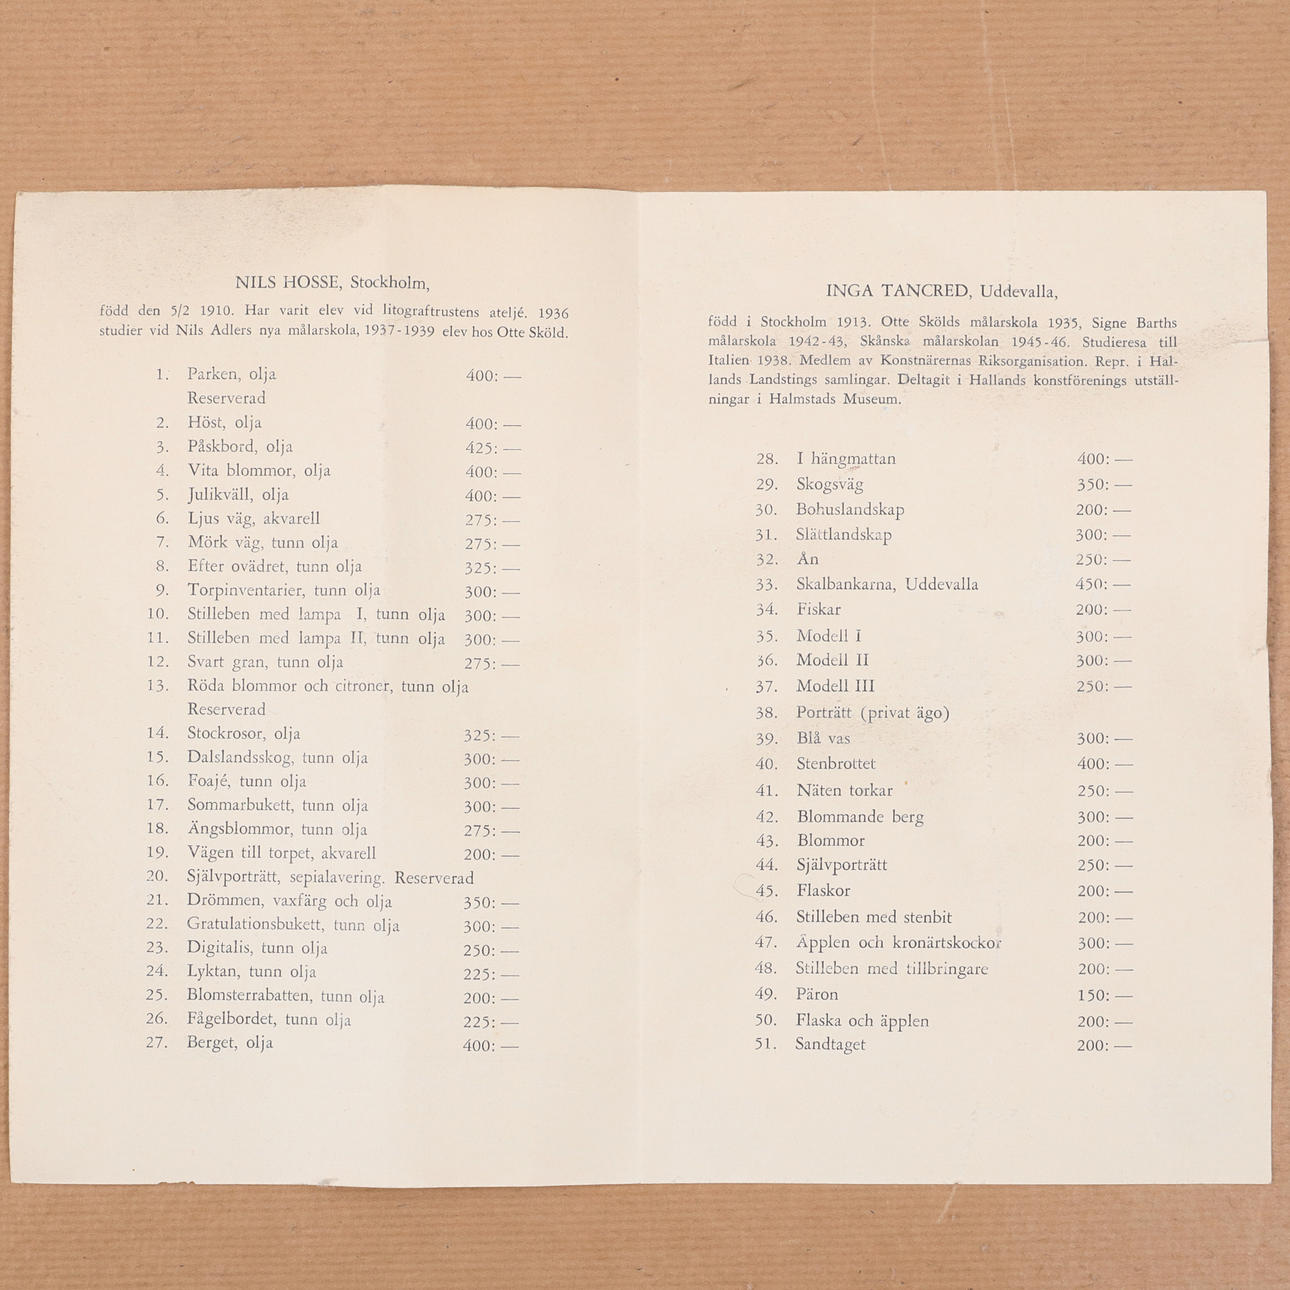 NILS HOSSE, Stockholm,
född den 5/2 1910. Har varit elev vid litograftrustens ateljé. 1936
studier vid Nils Adlers nya målarskola, 1937-1939 elev hos Otte Sköld.
1. Parken, olja 400: —
Reserverad
2. Höst, olja 400: —
3. Påskbord, olja 425: —
4. Vita blommor, olja 400: —
5. Julikväll, olja 400: —
6. Ljus väg, akvarell 275: —
7. Mörk väg, tunn olja 275: —
8. Efter ovädret, tunn olja 325: —
9. Torpinventarier, tunn olja 300: —
10. Stilleben med lampa I, tunn olja 300: —
11. Stilleben med lampa II, tunn olja 300: —
12. Svart gran, tunn olja 275: —
13. Röda blommor och citroner, tunn olja
Reserverad
14. Stockrosor, olja 325: —
15. Dalslandsskog, tunn olja 300: —
16. Foajé, tunn olja 300: —
17. Sommarbukett, tunn olja 300: —
18. Ängsblommor, tunn olja 275: —
19. Vägen till torpet, akvarell 200: —
20. Självporträtt, sepialavering. Reserverad
21. Drömmen, vaxfärg och olja 350: —
22. Gratulationsbukett, tunn olja 300: —
23. Digitalis, tunn olja 250: —
24. Lyktan, tunn olja 225: —
25. Blomsterrabatten, tunn olja 200: —
26. Fågelbordet, tunn olja 225: —
27. Berget, olja 400: —
INGA TANCRED, Uddevalla,
född i Stockholm 1913. Otte Skölds målarskola 1935, Signe Barths
målarskola 1942-43, Skånska målarskolan 1945-46. Studieresa till
Italien 1938. Medlem av Konstnärernas Riksorganisation. Repr. i Hal-
lands Landstings samlingar. Deltagit i Hallands konstförenings utställ-
ningar i Halmstads Museum.
28. I hängmattan 400: —
29. Skogsväg 350: —
30. Bohuslandskap 200: —
31. Slättlandskap 300: —
32. Ån 250: —
33. Skalbankarna, Uddevalla 450: —
34. Fiskar 200: —
35. Modell I 300: —
36. Modell II 300: —
37. Modell III 250: —
38. Porträtt (privat ägo)
39. Blå vas 300: —
40. Stenbrottet 400: —
41. Näten torkar 250: —
42. Blommande berg 300: —
43. Blommor 200: —
44. Självporträtt 250: —
45. Flaskor 200: —
46. Stilleben med stenbit 200: —
47. Äpplen och kronärtskockor 300: —
48. Stilleben med tillbringare 200: —
49. Päron 150: —
50. Flaska och äpplen 200: —
51. Sandtaget 200: —